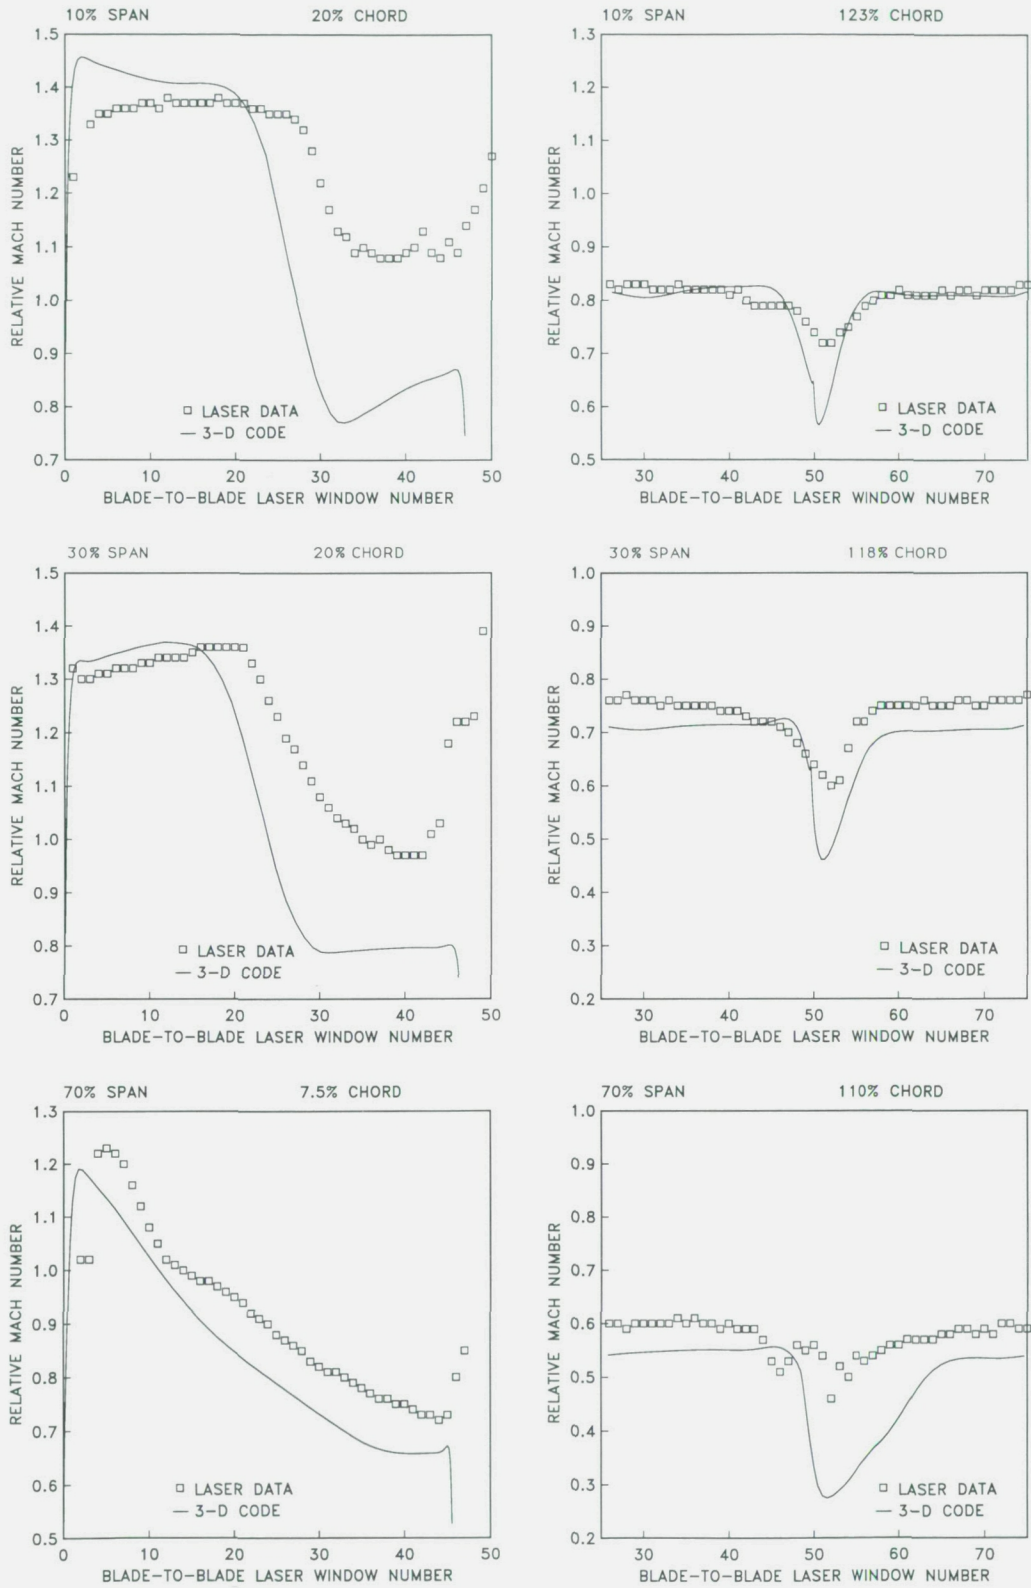 10% SPAN 20% CHORD
1.5
1.4
1.3
1.2
1.1
1.0
0.9
0.8
0.7
RELATIVE MACH NUMBER
□ LASER DATA
— 3-D CODE
0 10 20 30 40 50
BLADE-TO-BLADE LASER WINDOW NUMBER
10% SPAN 123% CHORD
1.3
1.2
1.1
1.0
0.9
0.8
0.7
0.6
0.5
RELATIVE MACH NUMBER
□ LASER DATA
— 3-D CODE
30 40 50 60 70
BLADE-TO-BLADE LASER WINDOW NUMBER
30% SPAN 20% CHORD
1.5
1.4
1.3
1.2
1.1
1.0
0.9
0.8
0.7
RELATIVE MACH NUMBER
□ LASER DATA
— 3-D CODE
0 10 20 30 40 50
BLADE-TO-BLADE LASER WINDOW NUMBER
30% SPAN 118% CHORD
1.0
0.9
0.8
0.7
0.6
0.5
0.4
0.3
0.2
RELATIVE MACH NUMBER
□ LASER DATA
— 3-D CODE
30 40 50 60 70
BLADE-TO-BLADE LASER WINDOW NUMBER
70% SPAN 7.5% CHORD
1.3
1.2
1.1
1.0
0.9
0.8
0.7
0.6
0.5
RELATIVE MACH NUMBER
□ LASER DATA
— 3-D CODE
0 10 20 30 40 50
BLADE-TO-BLADE LASER WINDOW NUMBER
70% SPAN 110% CHORD
1.0
0.9
0.8
0.7
0.6
0.5
0.4
0.3
0.2
RELATIVE MACH NUMBER
□ LASER DATA
— 3-D CODE
30 40 50 60 70
BLADE-TO-BLADE LASER WINDOW NUMBER